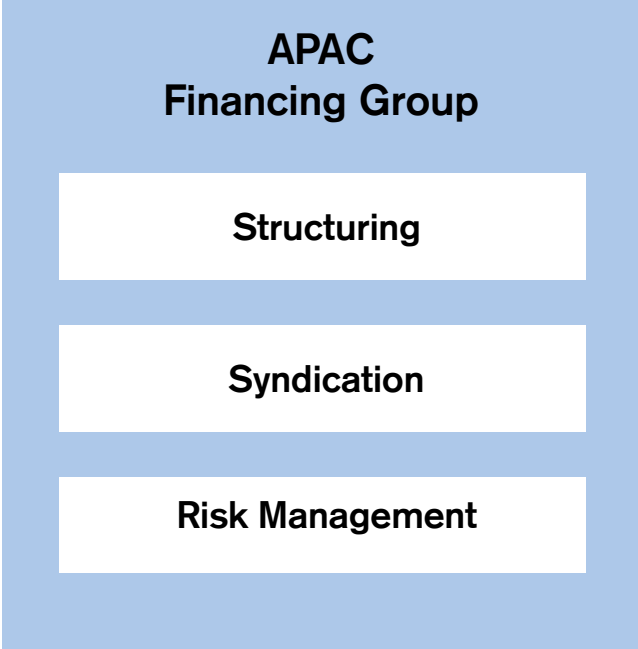 APAC
Financing Group
Structuring
Syndication
Risk Management